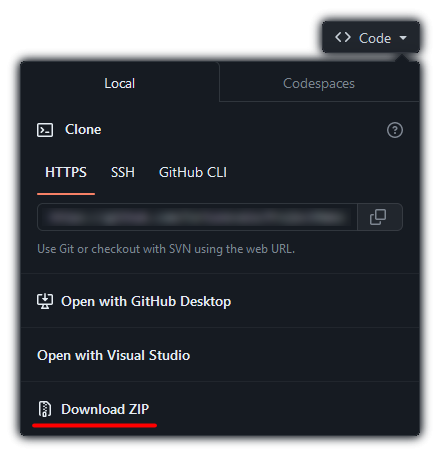 Code
Local
Codespaces
Clone
HTTPS
SSH
GitHub CLI
Use Git or checkout with SVN using the web URL.
Open with GitHub Desktop
Open with Visual Studio
Download ZIP